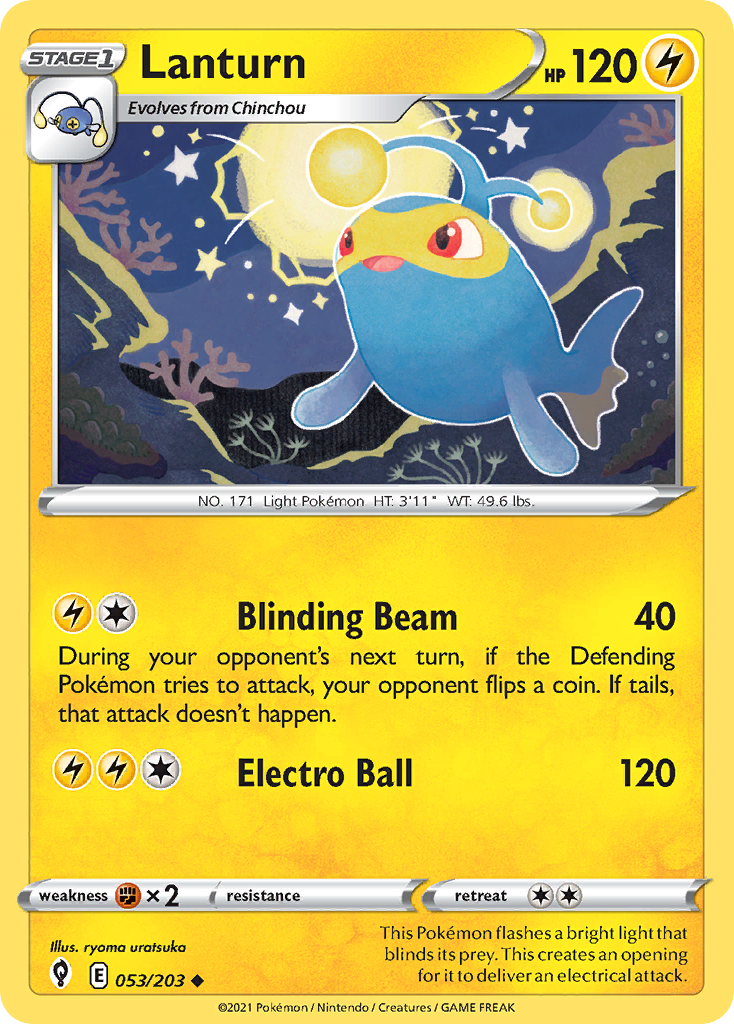 STAGE 1
Lanturn
HP 120
Evolves from Chinchou
NO. 171 Light Pokémon HT: 3'11" WT: 49.6 lbs.
Blinding Beam 40
During your opponent's next turn, if the Defending
Pokémon tries to attack, your opponent flips a coin. If tails,
that attack doesn't happen.
Electro Ball 120
weakness ×2 resistance retreat
Illus. ryoma uratsuka
This Pokémon flashes a bright light that
blinds its prey. This creates an opening
for it to deliver an electrical attack.
E 053/203
©2021 Pokémon / Nintendo / Creatures / GAME FREAK